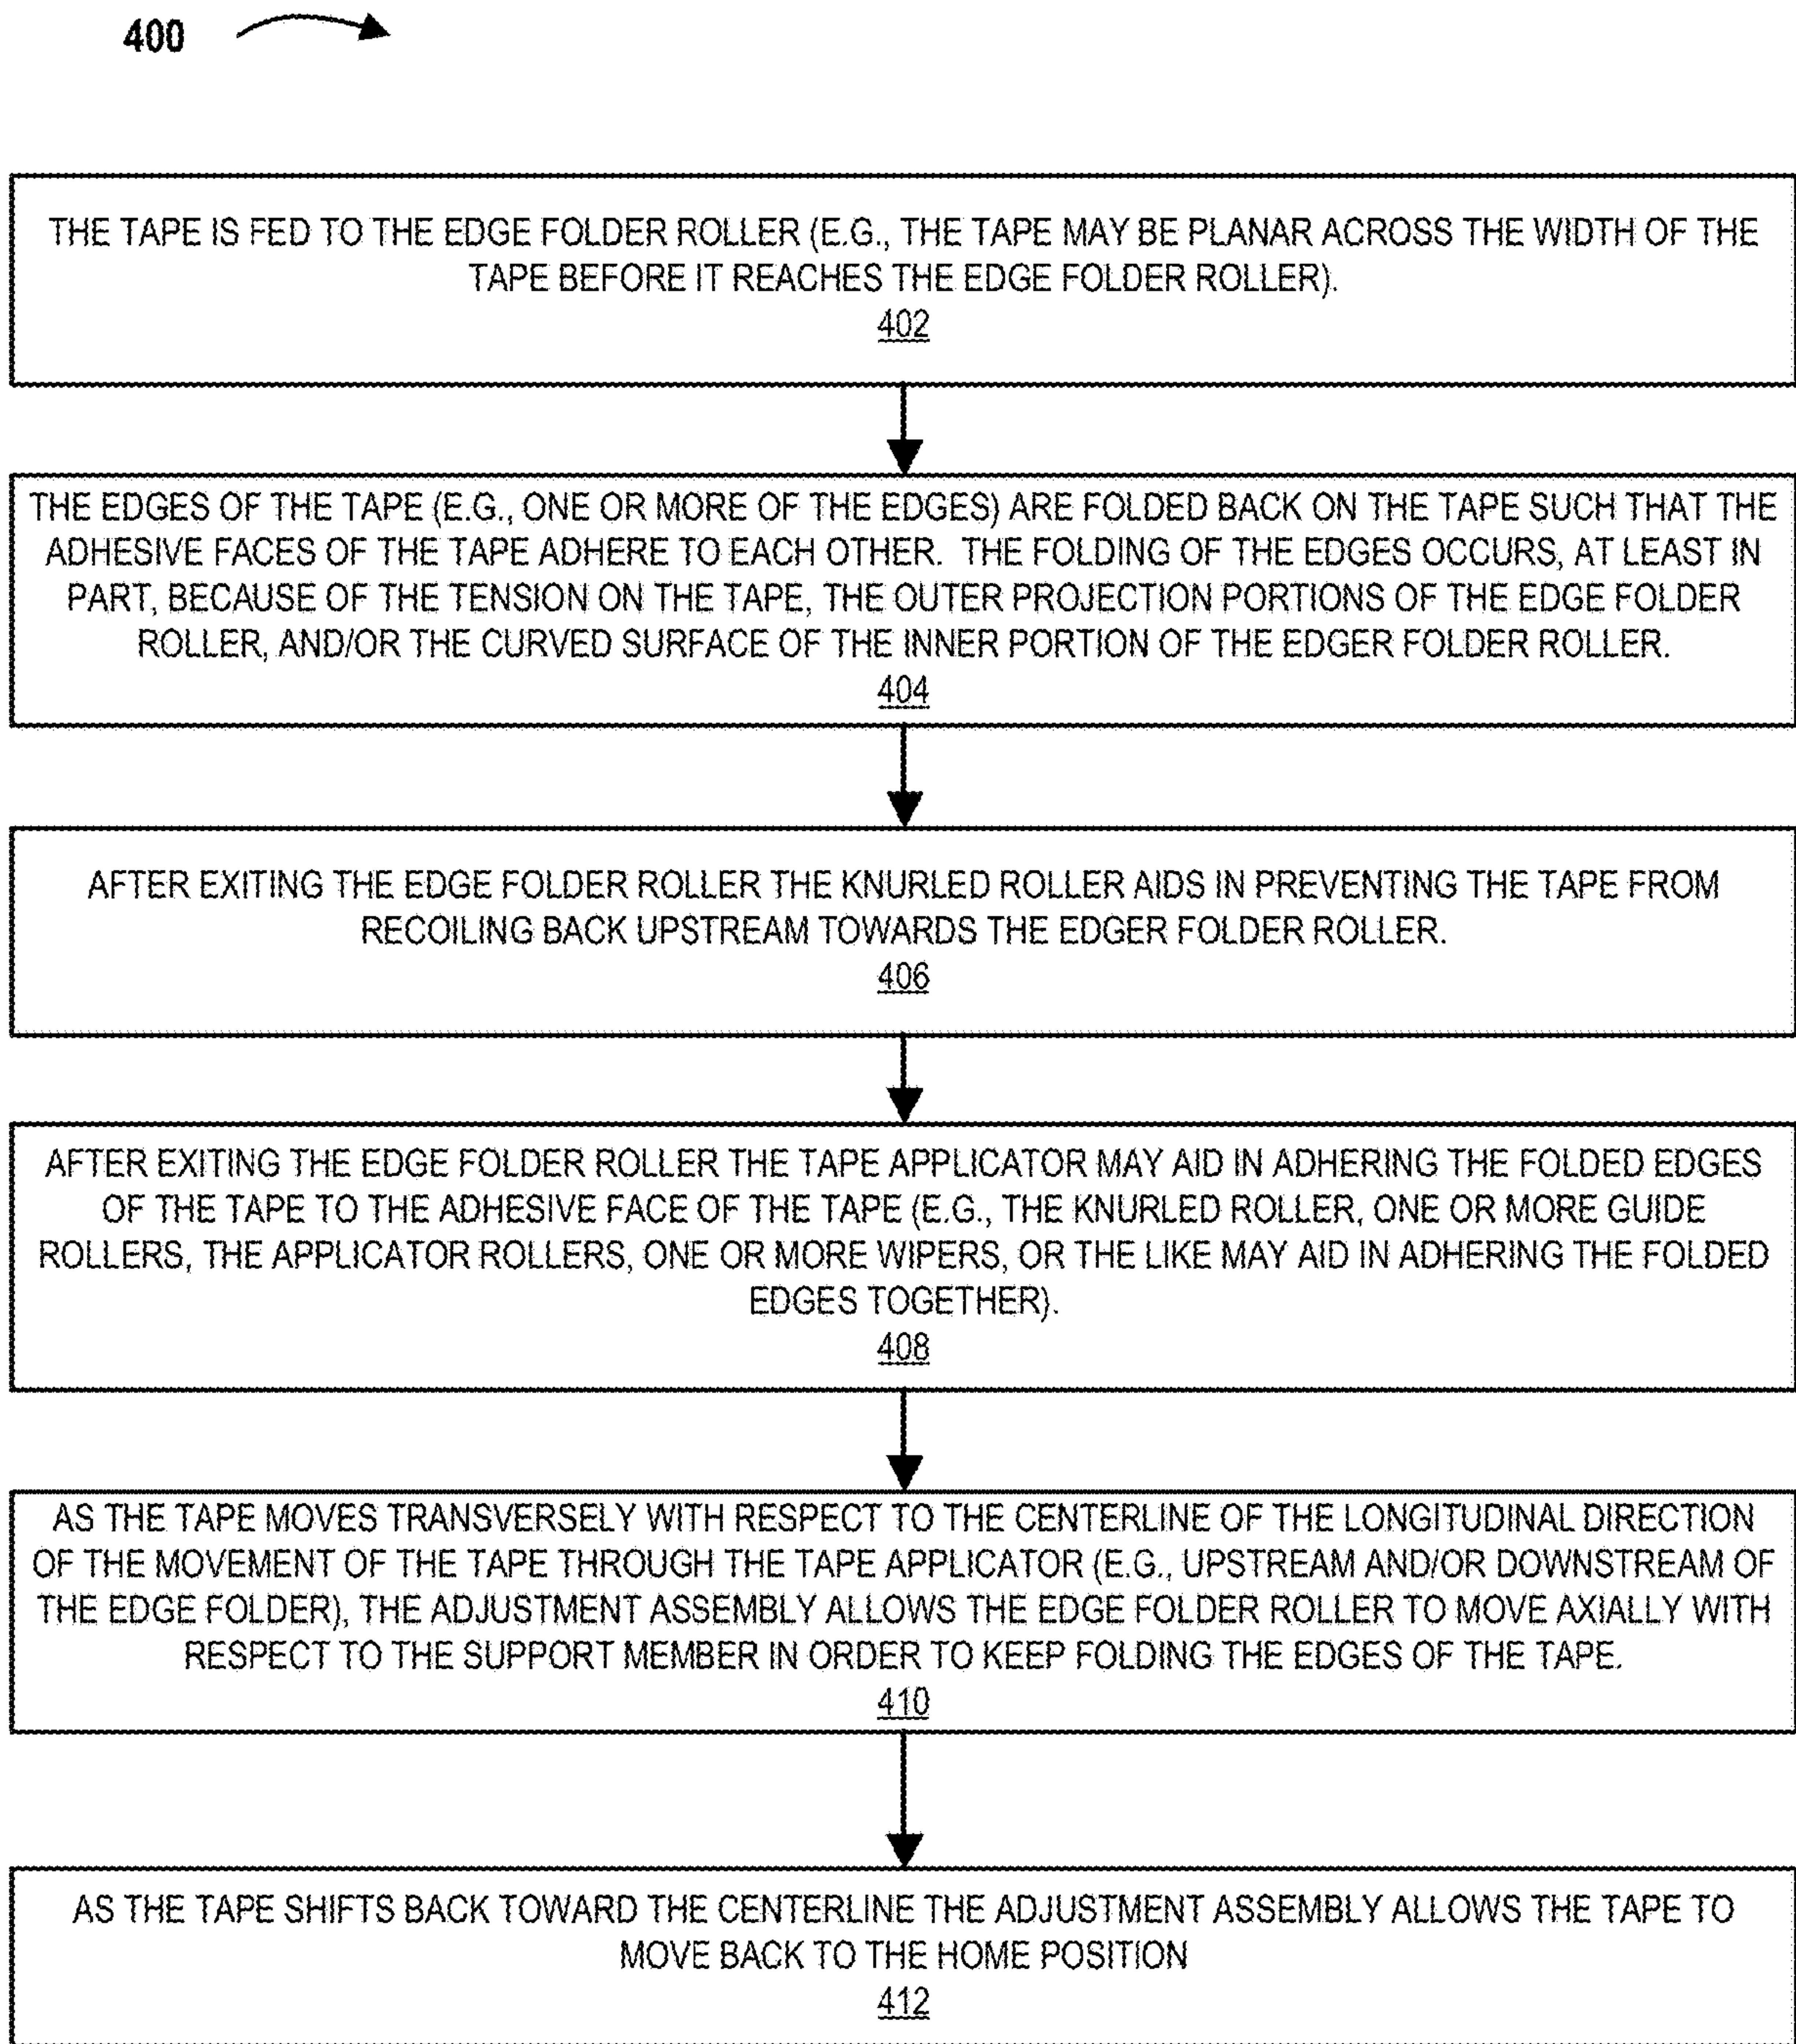 400
THE TAPE IS FED TO THE EDGE FOLDER ROLLER (E.G., THE TAPE MAY BE PLANAR ACROSS THE WIDTH OF THE
TAPE BEFORE IT REACHES THE EDGE FOLDER ROLLER).
402
THE EDGES OF THE TAPE (E.G., ONE OR MORE OF THE EDGES) ARE FOLDED BACK ON THE TAPE SUCH THAT THE
ADHESIVE FACES OF THE TAPE ADHERE TO EACH OTHER. THE FOLDING OF THE EDGES OCCURS, AT LEAST IN
PART, BECAUSE OF THE TENSION ON THE TAPE, THE OUTER PROJECTION PORTIONS OF THE EDGE FOLDER
ROLLER, AND/OR THE CURVED SURFACE OF THE INNER PORTION OF THE EDGER FOLDER ROLLER.
404
AFTER EXITING THE EDGE FOLDER ROLLER THE KNURLED ROLLER AIDS IN PREVENTING THE TAPE FROM
RECOILING BACK UPSTREAM TOWARDS THE EDGER FOLDER ROLLER.
406
AFTER EXITING THE EDGE FOLDER ROLLER THE TAPE APPLICATOR MAY AID IN ADHERING THE FOLDED EDGES
OF THE TAPE TO THE ADHESIVE FACE OF THE TAPE (E.G., THE KNURLED ROLLER, ONE OR MORE GUIDE
ROLLERS, THE APPLICATOR ROLLERS, ONE OR MORE WIPERS, OR THE LIKE MAY AID IN ADHERING THE FOLDED
EDGES TOGETHER).
408
AS THE TAPE MOVES TRANSVERSELY WITH RESPECT TO THE CENTERLINE OF THE LONGITUDINAL DIRECTION
OF THE MOVEMENT OF THE TAPE THROUGH THE TAPE APPLICATOR (E.G., UPSTREAM AND/OR DOWNSTREAM OF
THE EDGE FOLDER), THE ADJUSTMENT ASSEMBLY ALLOWS THE EDGE FOLDER ROLLER TO MOVE AXIALLY WITH
RESPECT TO THE SUPPORT MEMBER IN ORDER TO KEEP FOLDING THE EDGES OF THE TAPE.
410
AS THE TAPE SHIFTS BACK TOWARD THE CENTERLINE THE ADJUSTMENT ASSEMBLY ALLOWS THE TAPE TO
MOVE BACK TO THE HOME POSITION
412